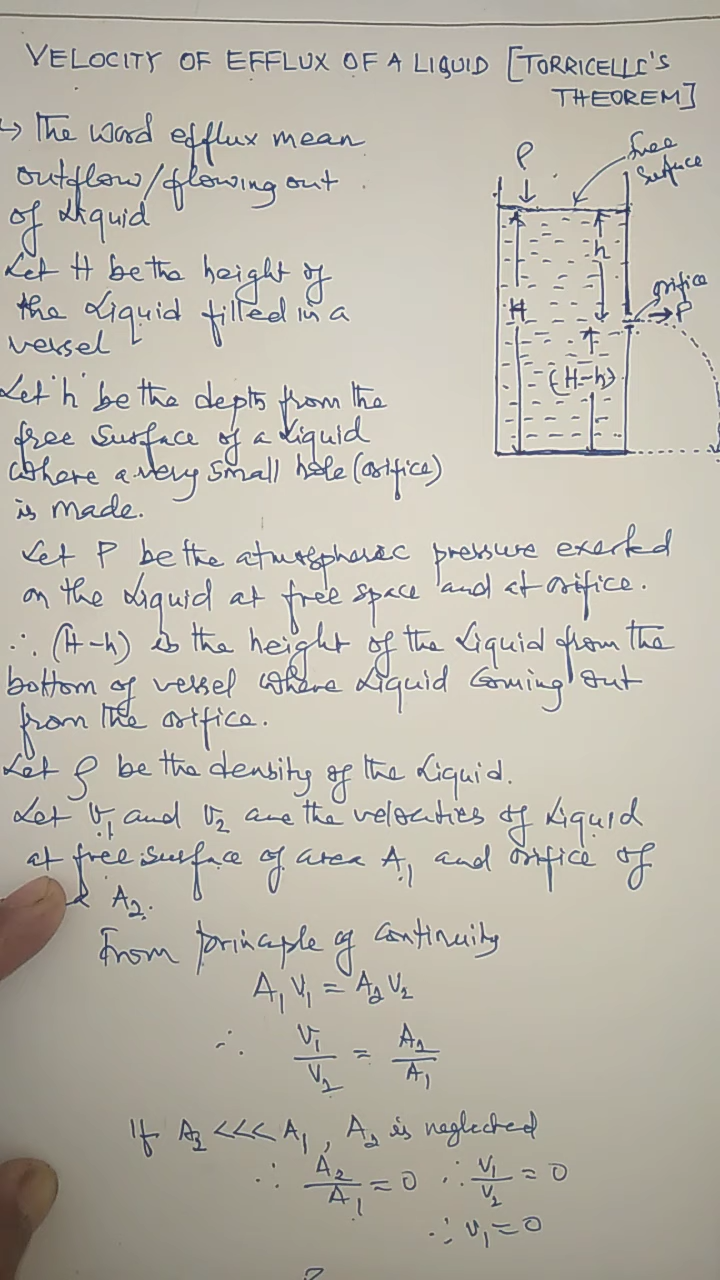 VELOCITY OF EFFLUX OF A LIQUID [TORRICELLI'S
THEOREM]
↳ The word efflux mean
outflow/flowing out
of Liquid
Let H be the height of
the Liquid filled in a
vessel
Let 'h' be the depth from the
free surface of a Liquid
where a very small hole (orifice)
is made.
P
free
surface
h
H
orifice
P
(H-h)
Let P be the atmospheric pressure exerted
on the Liquid at free space and at orifice.
∴ (H-h) is the height of the Liquid from the
bottom of vessel where Liquid coming out
from the orifice.
Let ρ be the density of the Liquid.
Let V₁ and V₂ are the velocities of Liquid
at free surface of area A₁ and orifice of
A₂.
From principle of continuity
A₁V₁ = A₂V₂
∴ V₁/V₂ = A₂/A₁
If A₂ <<< A₁, A₂ is neglected
∴ A₂/A₁ = 0 ∴ V₁/V₂ = 0
∴ V₁ = 0